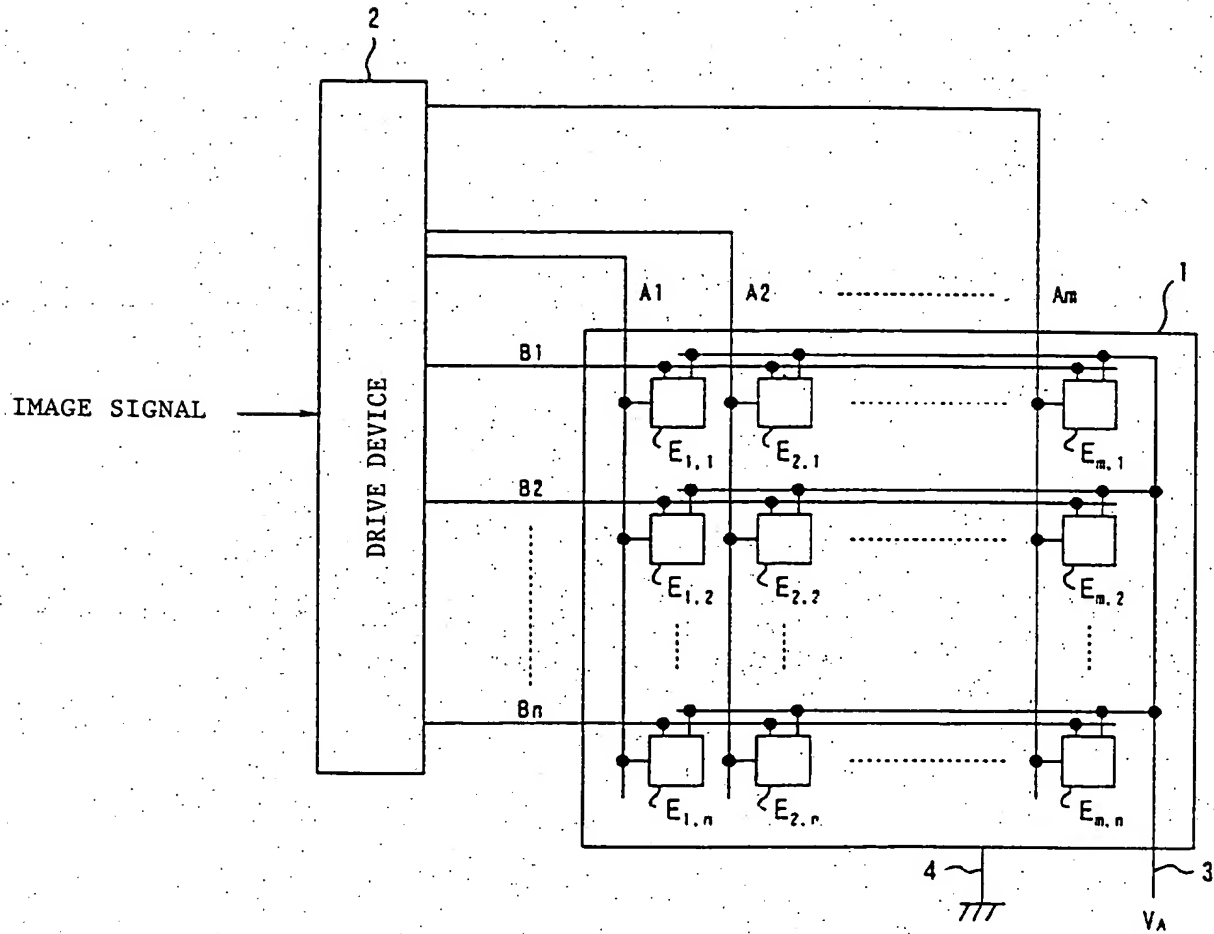 2
A1 A2 Am
1
B1
IMAGE SIGNAL
DRIVE DEVICE
E1,1 E2,1 Em,1
B2
E1,2 E2,2 Em,2
Bn
E1,n E2,n Em,n
4
3
VA